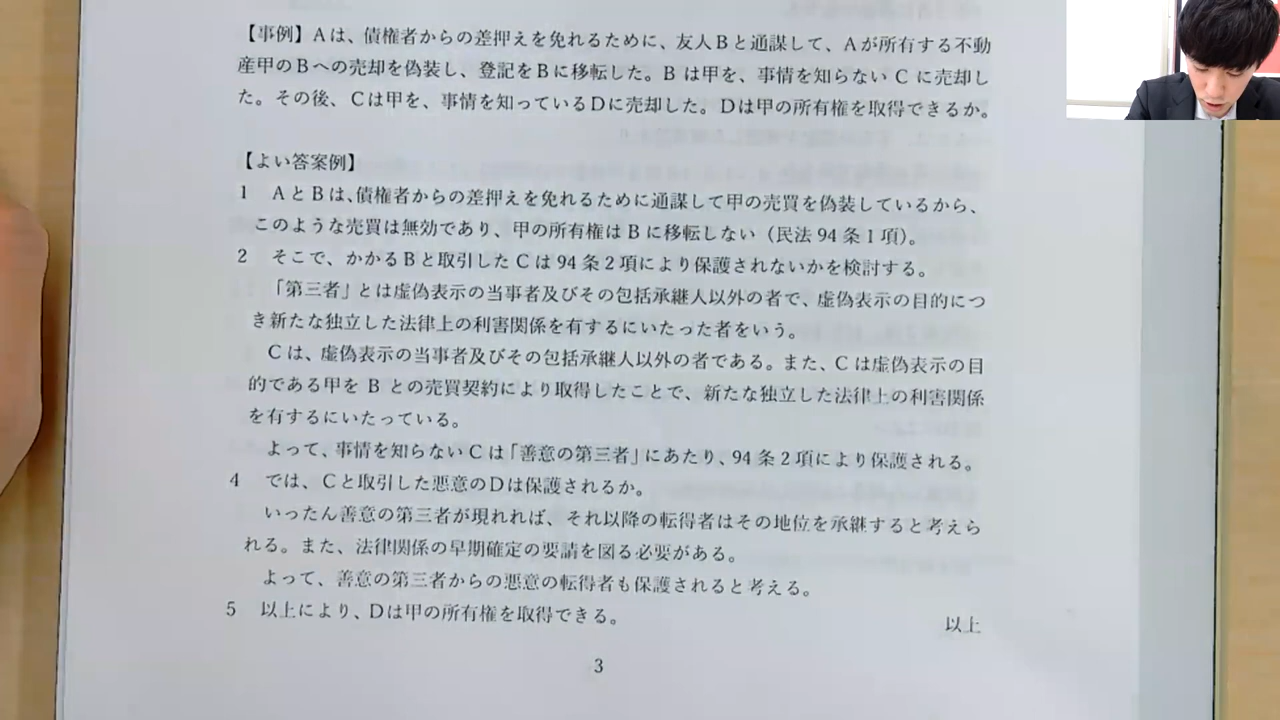 【事例】Aは、債権者からの差押えを免れるために、友人Bと通謀して、Aが所有する不動
産甲のBへの売却を偽装し、登記をBに移転した。Bは甲を、事情を知らないCに売却し
た。その後、Cは甲を、事情を知っているDに売却した。Dは甲の所有権を取得できるか。
【よい答案例】
1 AとBは、債権者からの差押えを免れるために通謀して甲の売買を偽装しているから、
このような売買は無効であり、甲の所有権はBに移転しない（民法94条1項）。
2 そこで、かかるBと取引したCは94条2項により保護されないかを検討する。
「第三者」とは虚偽表示の当事者及びその包括承継人以外の者で、虚偽表示の目的につ
き新たな独立した法律上の利害関係を有するにいたった者をいう。
Cは、虚偽表示の当事者及びその包括承継人以外の者である。また、Cは虚偽表示の目
的である甲をBとの売買契約により取得したことで、新たな独立した法律上の利害関係
を有するにいたっている。
よって、事情を知らないCは「善意の第三者」にあたり、94条2項により保護される。
4 では、Cと取引した悪意のDは保護されるか。
いったん善意の第三者が現れれば、それ以降の転得者はその地位を承継すると考えら
れる。また、法律関係の早期確定の要請を図る必要がある。
よって、善意の第三者からの悪意の転得者も保護されると考える。
5 以上により、Dは甲の所有権を取得できる。
以上
3